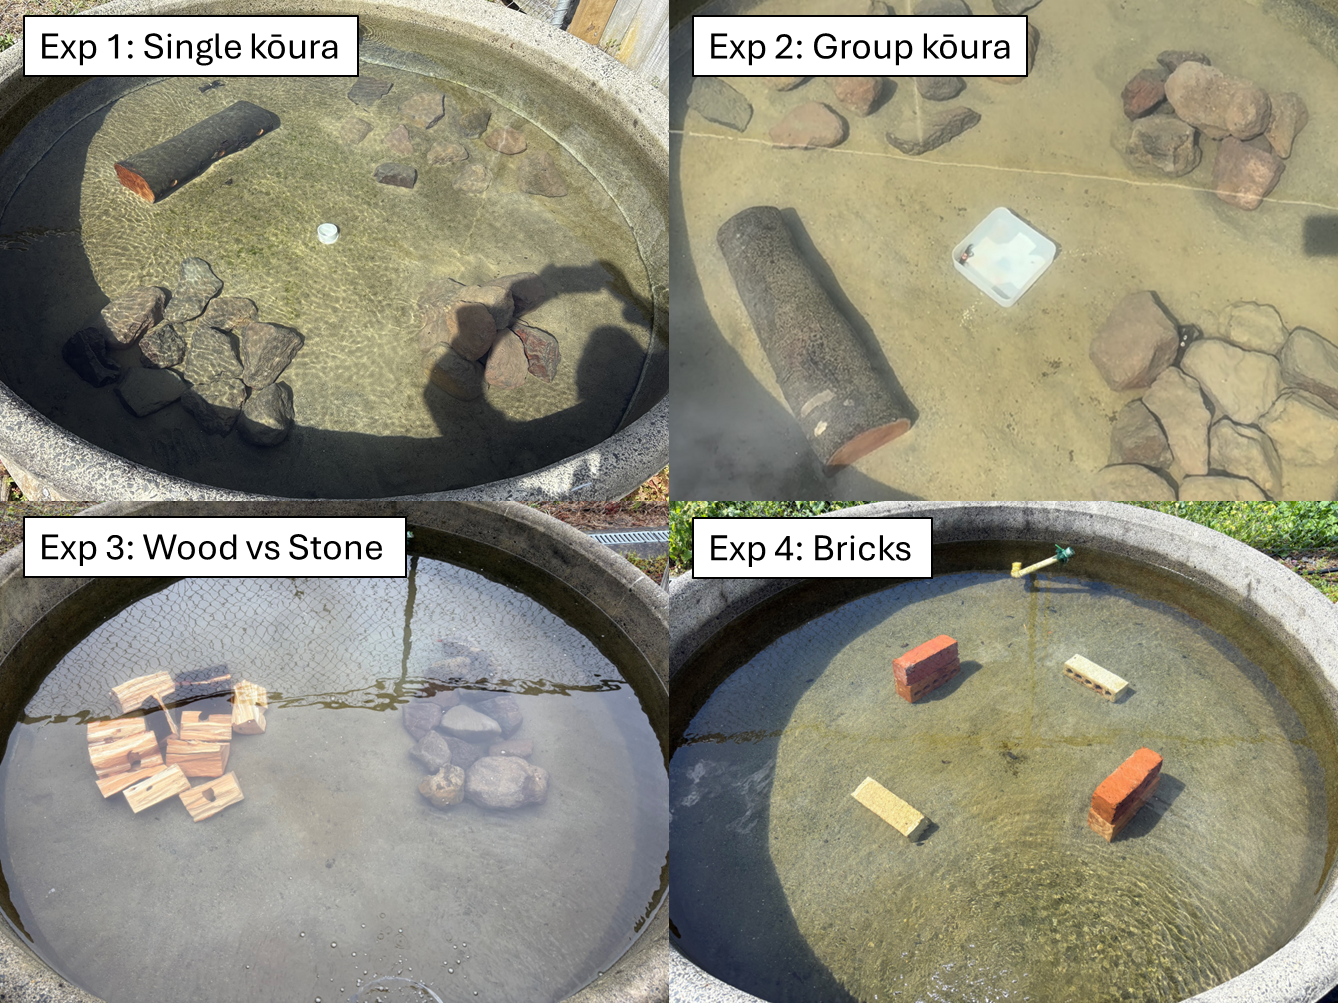 Exp 1: Single kōura
Exp 2: Group kōura
Exp 3: Wood vs Stone
Exp 4: Bricks